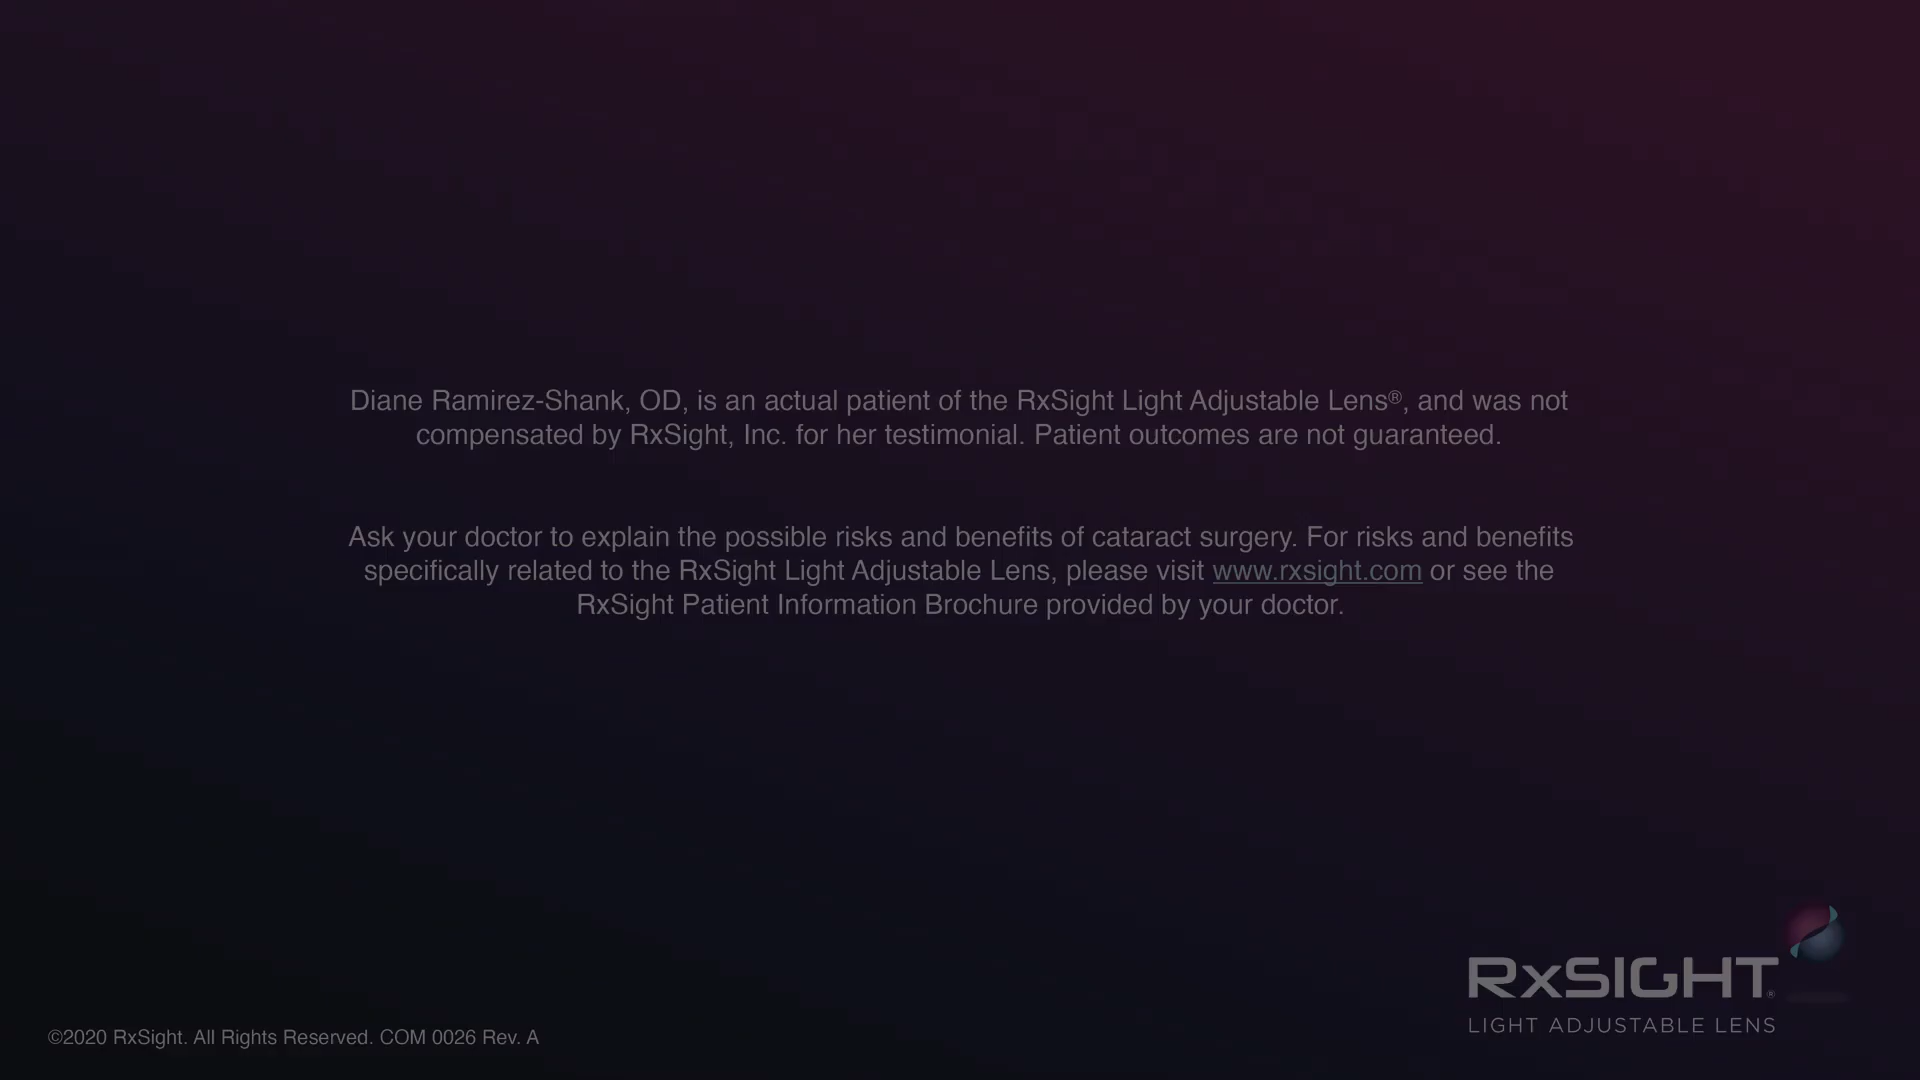 Diane Ramirez-Shank, OD, is an actual patient of the RxSight Light Adjustable Lens®, and was not
compensated by RxSight, Inc. for her testimonial. Patient outcomes are not guaranteed.
Ask your doctor to explain the possible risks and benefits of cataract surgery. For risks and benefits
specifically related to the RxSight Light Adjustable Lens, please visit www.rxsight.com or see the
RxSight Patient Information Brochure provided by your doctor.
RxSIGHT®
LIGHT ADJUSTABLE LENS
©2020 RxSight. All Rights Reserved. COM 0026 Rev. A